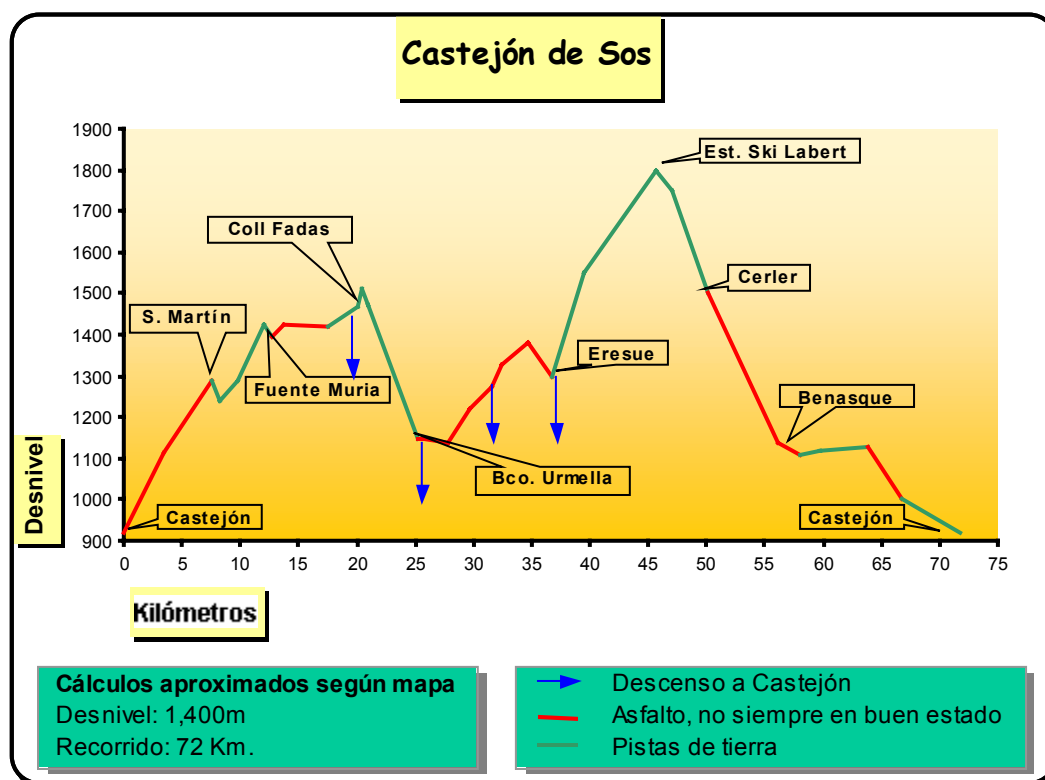 Castejón de Sos
1900
1800
1700
1600
1500
1400
1300
1200
1100
1000
900
Desnivel
Est. Ski Labert
Coll Fadas
Cerler
S. Martín
Eresue
Fuente Muria
Benasque
Bco. Urmella
Castejón
Castejón
0 5 10 15 20 25 30 35 40 45 50 55 60 65 70 75
Kilómetros
Cálculos aproximados según mapa
Desnivel: 1,400m
Recorrido: 72 Km.
Descenso a Castejón
Asfalto, no siempre en buen estado
Pistas de tierra